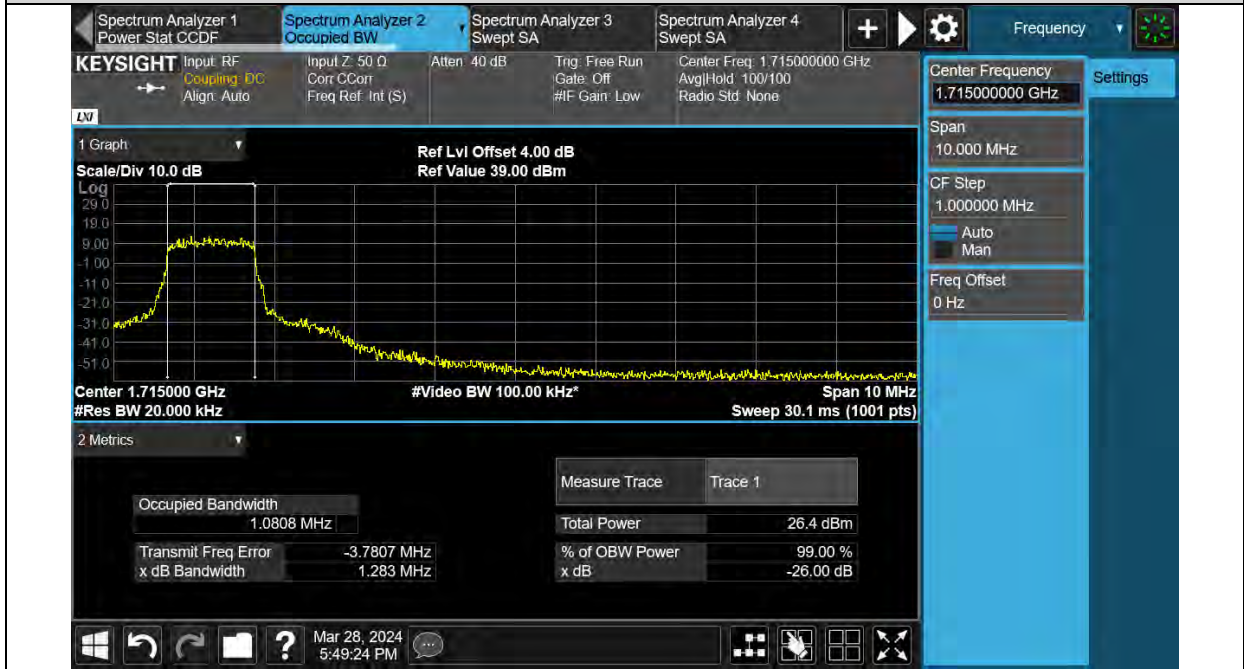 Spectrum Analyzer 1
Power Stat CCDF
Spectrum Analyzer 2
Occupied BW
Spectrum Analyzer 3
Swept SA
Spectrum Analyzer 4
Swept SA
Frequency
KEYSIGHT
Input: RF
Coupling: DC
Align: Auto
Input Z: 50 Ω
Corr CCorr
Freq Ref: Int (S)
Atten: 40 dB
Trig: Free Run
Gate: Off
#IF Gain: Low
Center Freq: 1.715000000 GHz
Avg|Hold: 100/100
Radio Std: None
LXI
Center Frequency
1.715000000 GHz
Settings
Span
10.000 MHz
CF Step
1.000000 MHz
Auto
Man
Freq Offset
0 Hz
1 Graph
Scale/Div 10.0 dB
Ref Lvl Offset 4.00 dB
Ref Value 39.00 dBm
Log
29.0
19.0
9.00
-1.00
-11.0
-21.0
-31.0
-41.0
-51.0
Center 1.715000 GHz
#Res BW 20.000 kHz
#Video BW 100.00 kHz*
Span 10 MHz
Sweep 30.1 ms (1001 pts)
2 Metrics
Measure Trace Trace 1
Occupied Bandwidth
1.0808 MHz
Total Power 26.4 dBm
Transmit Freq Error -3.7807 MHz
% of OBW Power 99.00 %
x dB Bandwidth 1.283 MHz
x dB -26.00 dB
?
Mar 28, 2024
5:49:24 PM